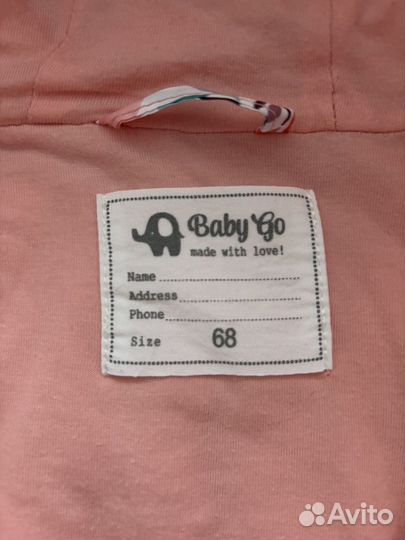 Baby Go
made with love!
Name
Address
Phone
Size 68
Avito